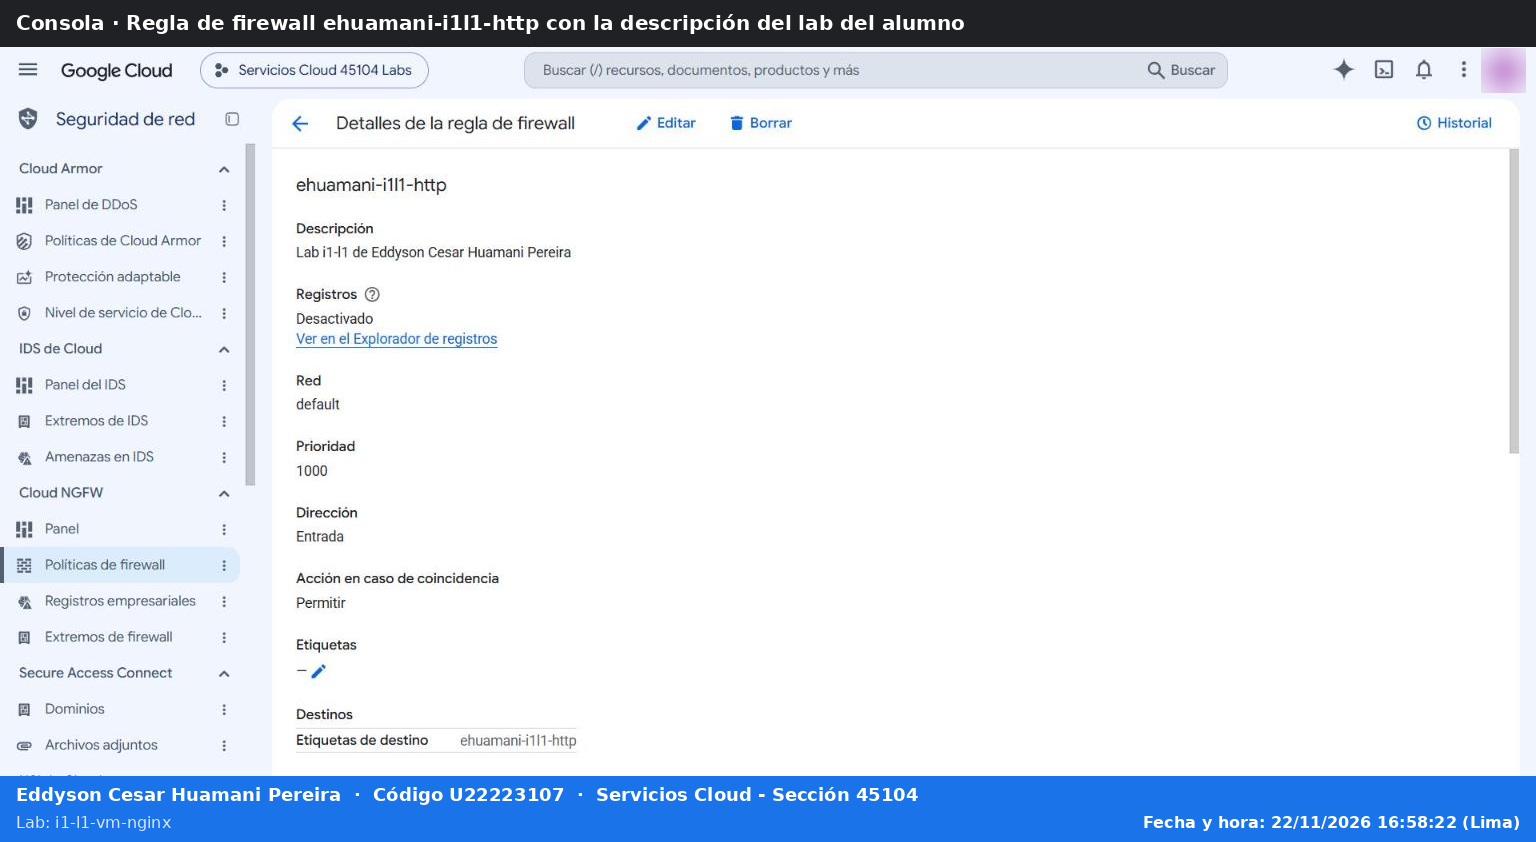 Consola · Regla de firewall ehuamani-i1l1-http con la descripción del lab del alumno
Google Cloud
Servicios Cloud 45104 Labs
Buscar (/) recursos, documentos, productos y más
Buscar
Seguridad de red
Detalles de la regla de firewall
Editar
Borrar
Historial
Cloud Armor
Panel de DDoS
Políticas de Cloud Armor
Protección adaptable
Nivel de servicio de Clo...
IDS de Cloud
Panel del IDS
Extremos de IDS
Amenazas en IDS
Cloud NGFW
Panel
Políticas de firewall
Registros empresariales
Extremos de firewall
Secure Access Connect
Dominios
Archivos adjuntos
ehuamani-i1l1-http
Descripción
Lab i1-l1 de Eddyson Cesar Huamani Pereira
Registros
Desactivado
Ver en el Explorador de registros
Red
default
Prioridad
1000
Dirección
Entrada
Acción en caso de coincidencia
Permitir
Etiquetas
—
Destinos
Etiquetas de destino ehuamani-i1l1-http
Eddyson Cesar Huamani Pereira · Código U22223107 · Servicios Cloud - Sección 45104
Lab: i1-l1-vm-nginx
Fecha y hora: 22/11/2026 16:58:22 (Lima)